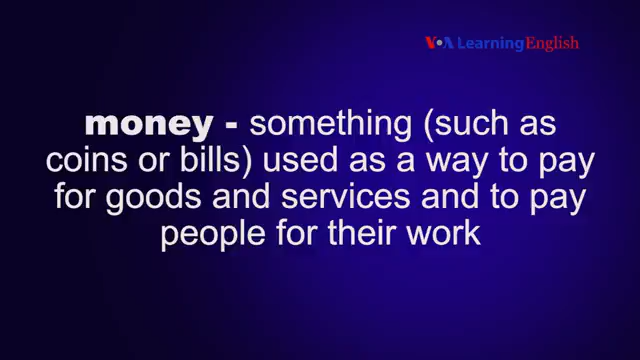 VOA Learning English
money - something (such as
coins or bills) used as a way to pay
for goods and services and to pay
people for their work